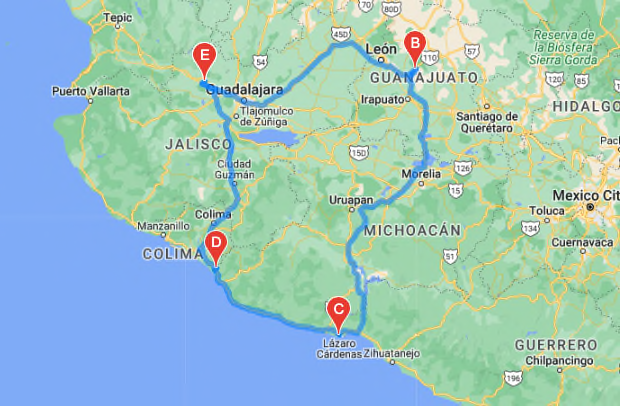 Tepic
Reserva de
la Biósfera
Sierra Gorda
45D
León
B
110
E
54
GUANAJUATO
Puerto Vallarta
Guadalajara
Irapuato
HIDALGO
Tlajomulco
de Zúñiga
Santiago de
Querétaro
JALISCO
15D
126
Ciudad
Guzmán
Morelia
Uruapan
Mexico City
Colima
Toluca
Manzanillo
D
MICHOACÁN
134
Cuernavaca
COLIMA
51
C
Lázaro
Cárdenas
Zihuatanejo
GUERRERO
Chilpancingo
196